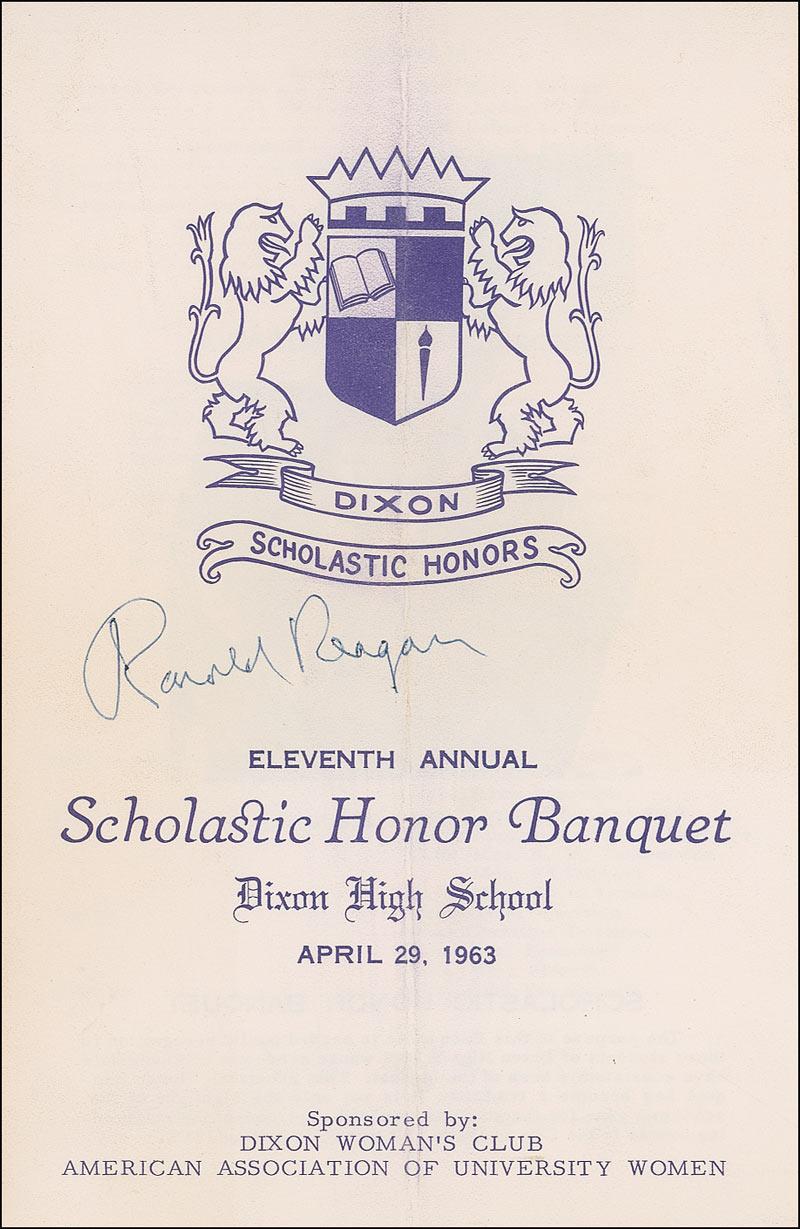 DIXON
SCHOLASTIC HONORS
Ronald Reagan
ELEVENTH ANNUAL
Scholastic Honor Banquet
Dixon High School
APRIL 29, 1963
Sponsored by:
DIXON WOMAN'S CLUB
AMERICAN ASSOCIATION OF UNIVERSITY WOMEN